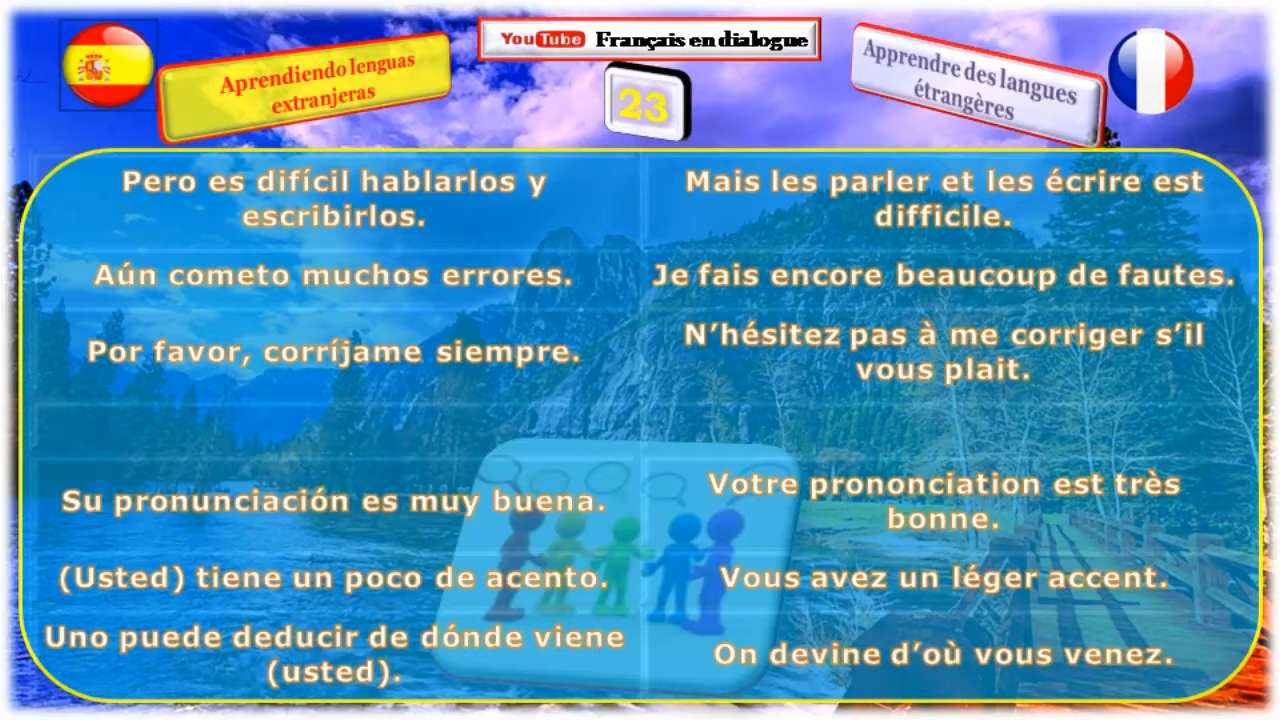 YouTube Français en dialogue
Aprendiendo lenguas
extranjeras
23
Apprendre des langues
étrangères
Pero es difícil hablarlos y
escribirlos.
Mais les parler et les écrire est
difficile.
Aún cometo muchos errores.
Je fais encore beaucoup de fautes.
Por favor, corríjame siempre.
N’hésitez pas à me corriger s’il
vous plait.
Su pronunciación es muy buena.
Votre prononciation est très
bonne.
(Usted) tiene un poco de acento.
Vous avez un léger accent.
Uno puede deducir de dónde viene
(usted).
On devine d’où vous venez.